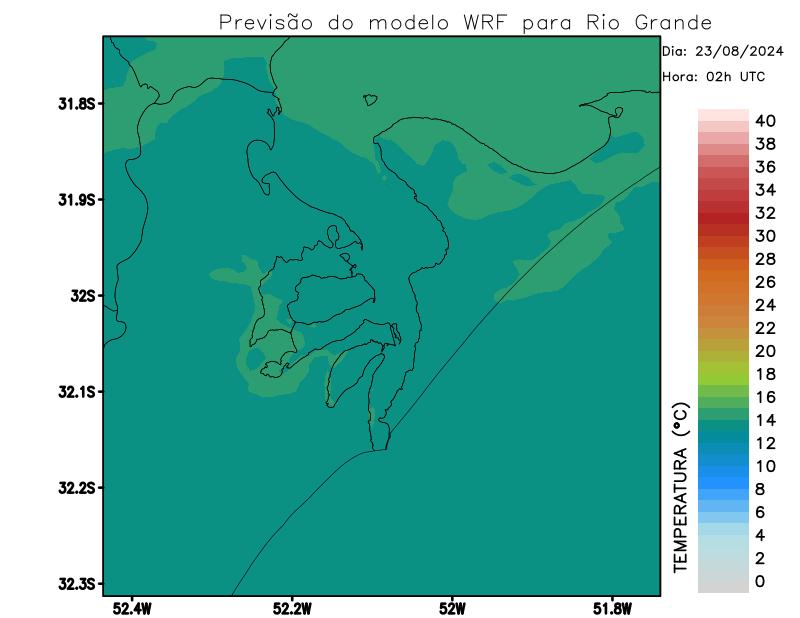 Previsão do modelo WRF para Rio Grande
Dia: 23/08/2024
Hora: 02h UTC
31.8S
31.9S
32S
32.1S
32.2S
32.3S
52.4W
52.2W
52W
51.8W
TEMPERATURA (°C)
40
38
36
34
32
30
28
26
24
22
20
18
16
14
12
10
8
6
4
2
0